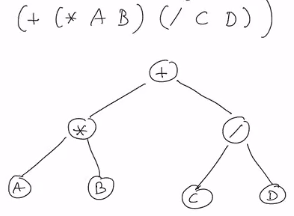 (+ (* A B) (/ C D))
+
* /
A B C D